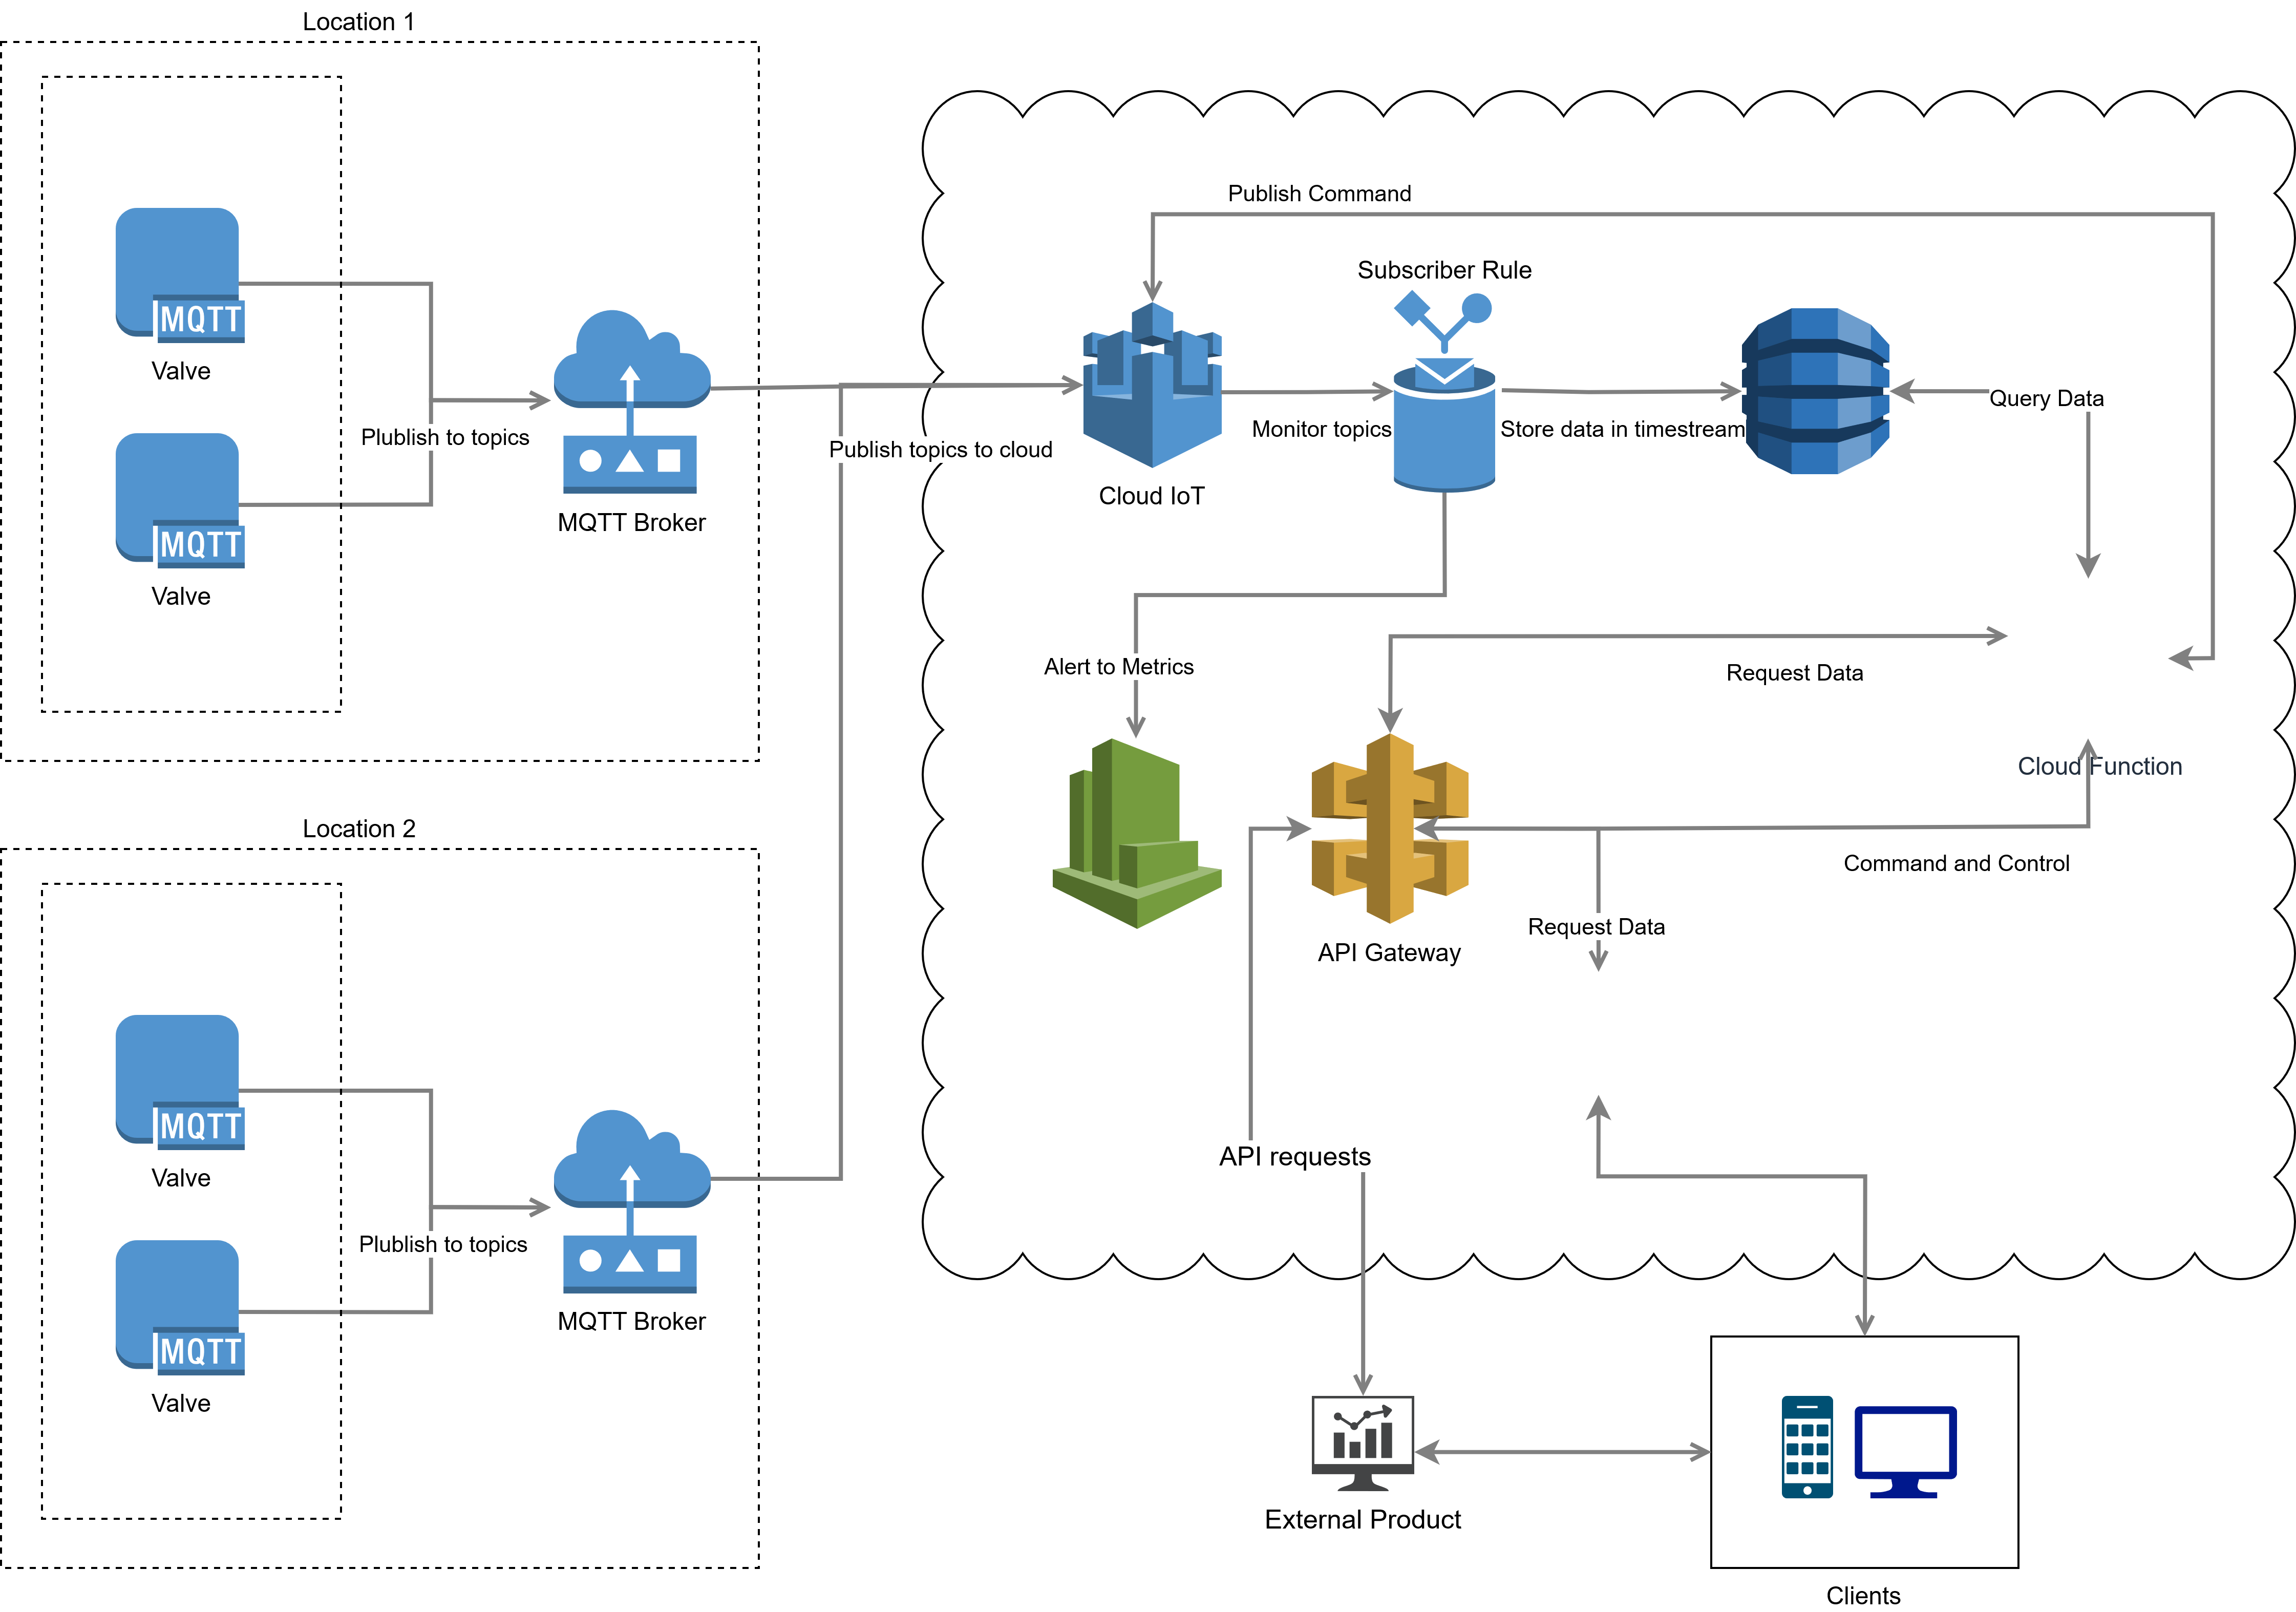 Location 1
MQTT
Valve
MQTT
Valve
Plublish to topics
MQTT Broker
Publish topics to cloud
Publish Command
Subscriber Rule
Cloud IoT
Monitor topics
Store data in timestream
Query Data
Alert to Metrics
Request Data
Cloud Function
API Gateway
Command and Control
Request Data
API requests
Location 2
MQTT
Valve
MQTT
Valve
Plublish to topics
MQTT Broker
External Product
Clients